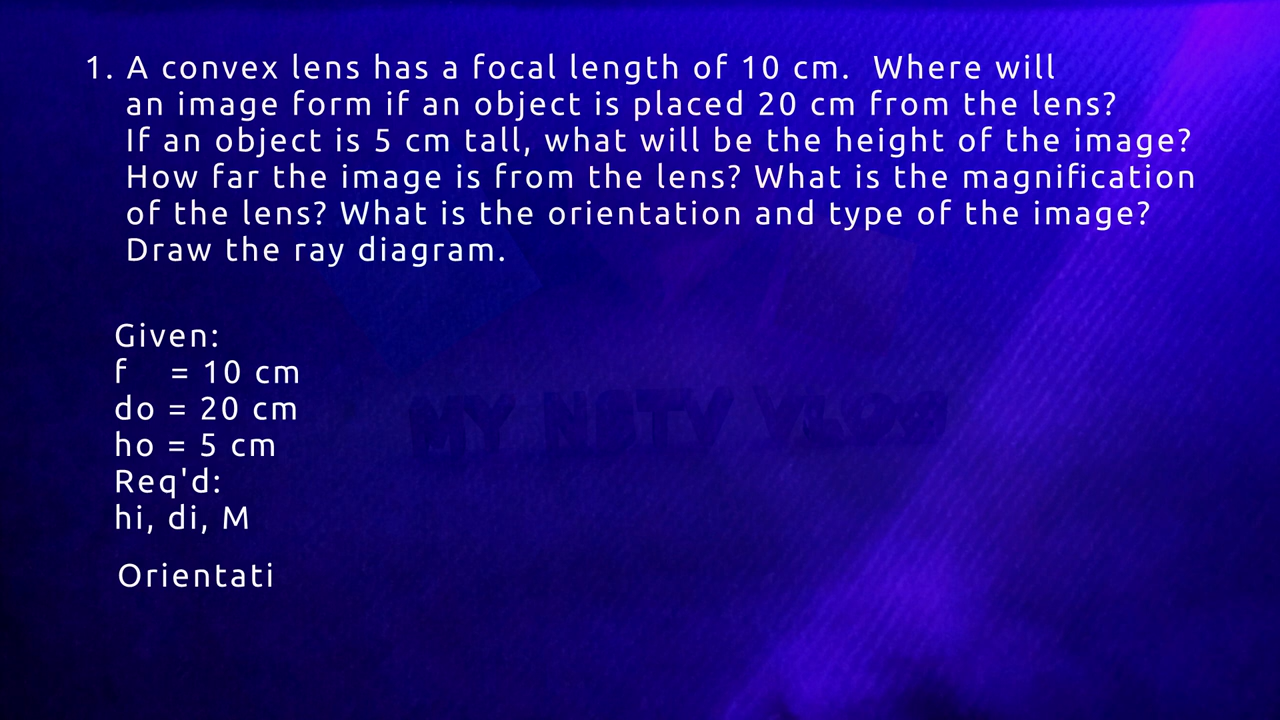 1. A convex lens has a focal length of 10 cm. Where will
an image form if an object is placed 20 cm from the lens?
If an object is 5 cm tall, what will be the height of the image?
How far the image is from the lens? What is the magnification
of the lens? What is the orientation and type of the image?
Draw the ray diagram.
Given:
f = 10 cm
do = 20 cm
MY NSTV VLOG
ho = 5 cm
Req'd:
hi, di, M
Orientati